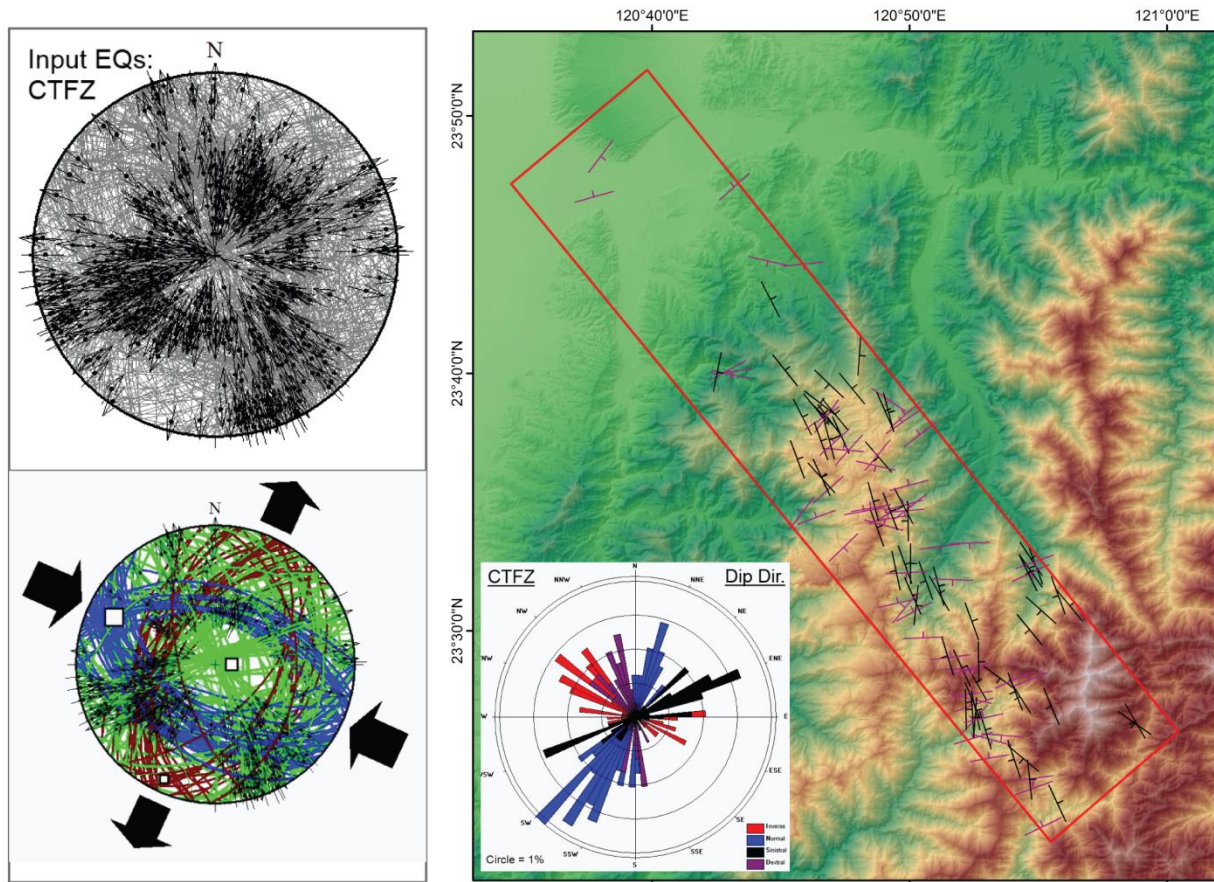 Input EQs:
CTFZ
N
N
120°40'0"E
120°50'0"E
121°0'0"E
23°50'0"N
23°40'0"N
23°30'0"N
CTFZ
Dip Dir.
N
NNW
NNE
NW
NE
NW
ENE
W
E
VSW
ESE
SW
SE
SSW
SSE
S
Circle = 1%
Inverse
Normal
Sinistral
Dextral